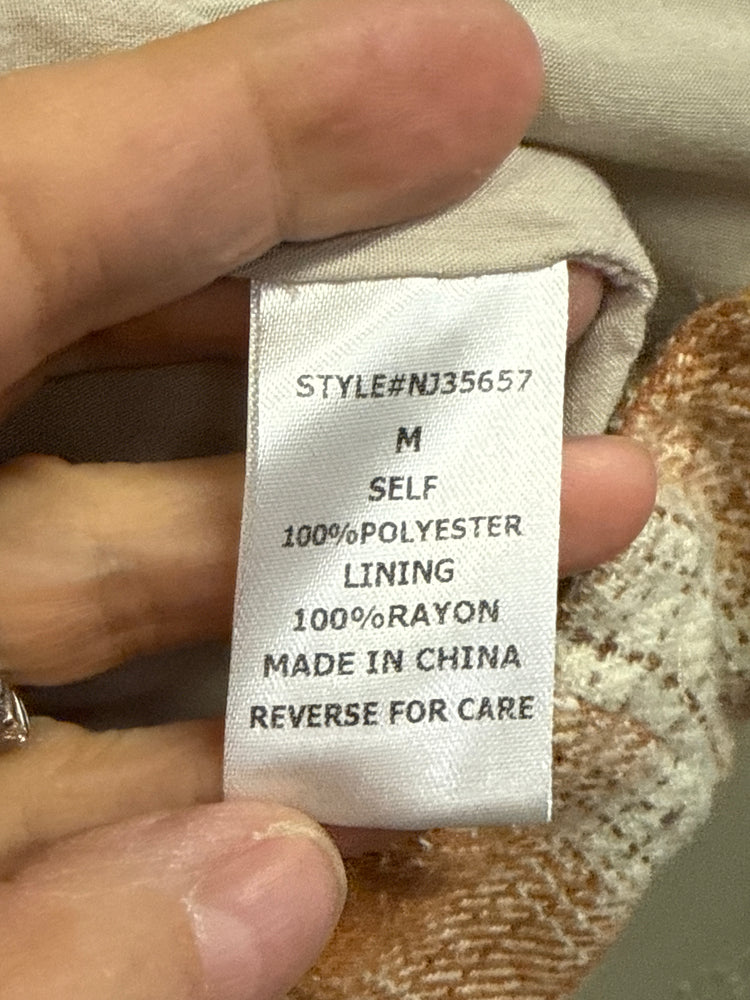 STYLE#NJ35657
M
SELF
100%POLYESTER
LINING
100%RAYON
MADE IN CHINA
REVERSE FOR CARE